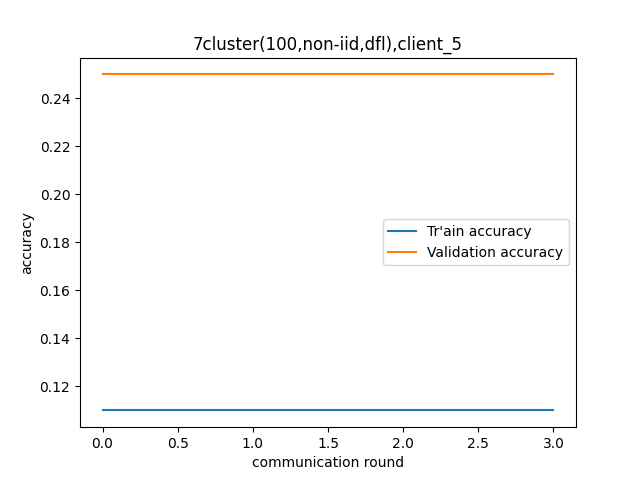 7cluster(100,non-iid,dfl),client_5
0.24
0.22
0.20
0.18
0.16
0.14
0.12
accuracy
Tr'ain accuracy
Validation accuracy
0.0 0.5 1.0 1.5 2.0 2.5 3.0
communication round